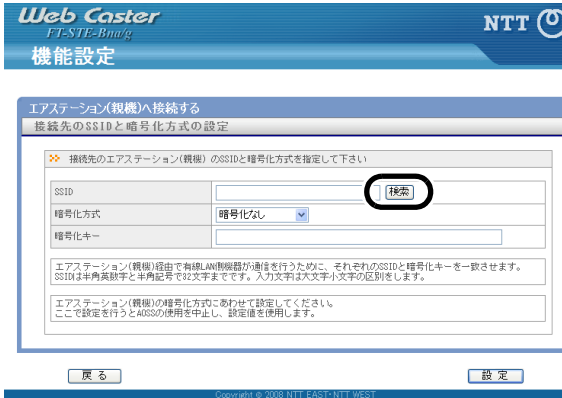 Web Caster
FT-STE-Bna/g
NTT
機能設定
エアステーション(親機)へ接続する
接続先のSSIDと暗号化方式の設定
接続先のエアステーション(親機) のSSIDと暗号化方式を指定して下さい
SSID
検索
暗号化方式
暗号化なし
暗号化キー
エアステーション(親機)経由で有線LAN側機器が通信を行うために、それぞれのSSIDと暗号化キーを一致させます。
SSIDは半角英数字と半角記号で32文字までです。入力文字は大文字小文字の区別をします。
エアステーション(親機)の暗号化方式にあわせて設定してください。
ここで設定を行うとAOSSの使用を中止し、設定値を使用します。
戻る
設定
Copyright © 2008 NTT EAST・NTT WEST